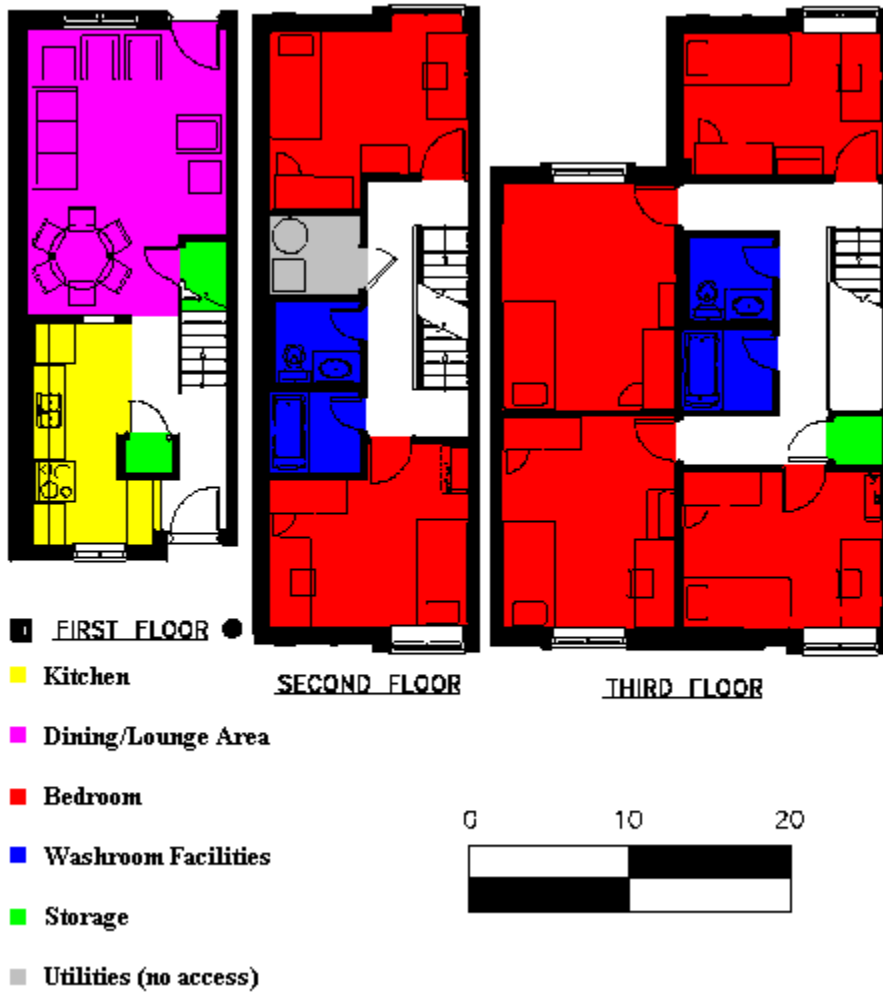 FIRST FLOOR
SECOND FLOOR
THIRD FLOOR
Kitchen
Dining/Lounge Area
Bedroom
Washroom Facilities
Storage
Utilities (no access)
0 10 20